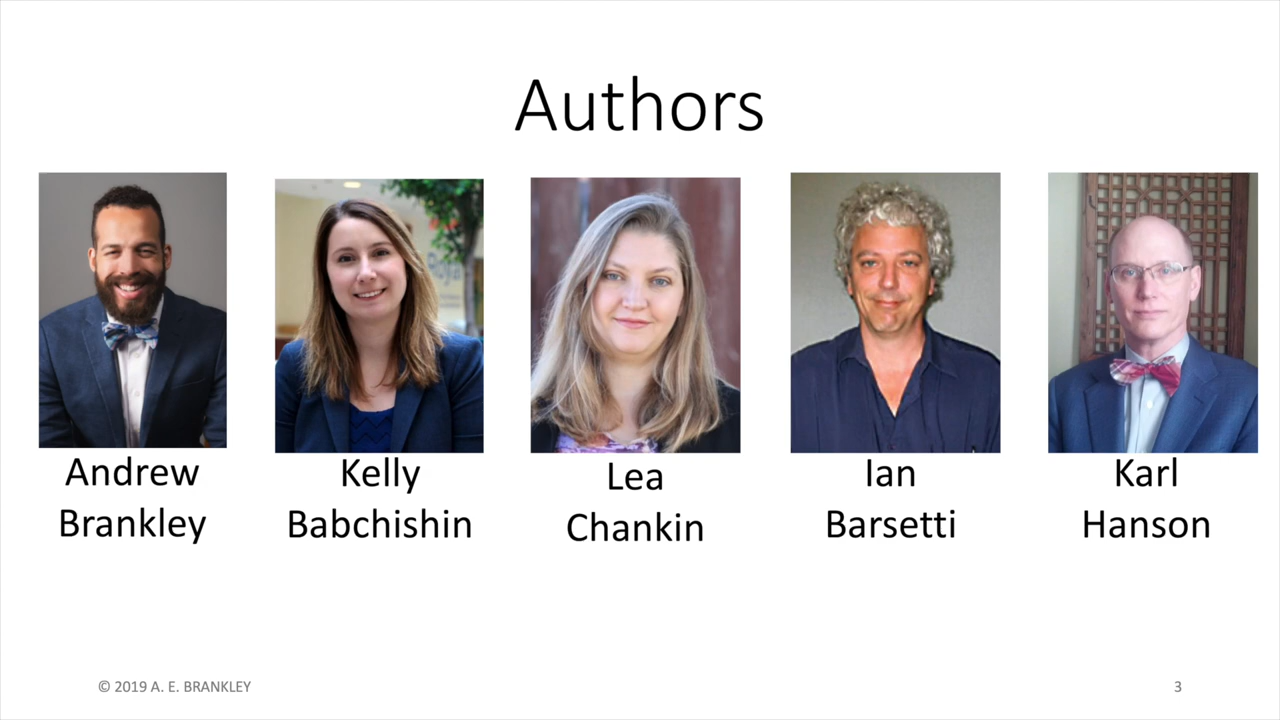 Authors
Andrew
Brankley
Kelly
Babchishin
Lea
Chankin
Ian
Barsetti
Karl
Hanson
© 2019 A. E. BRANKLEY
3